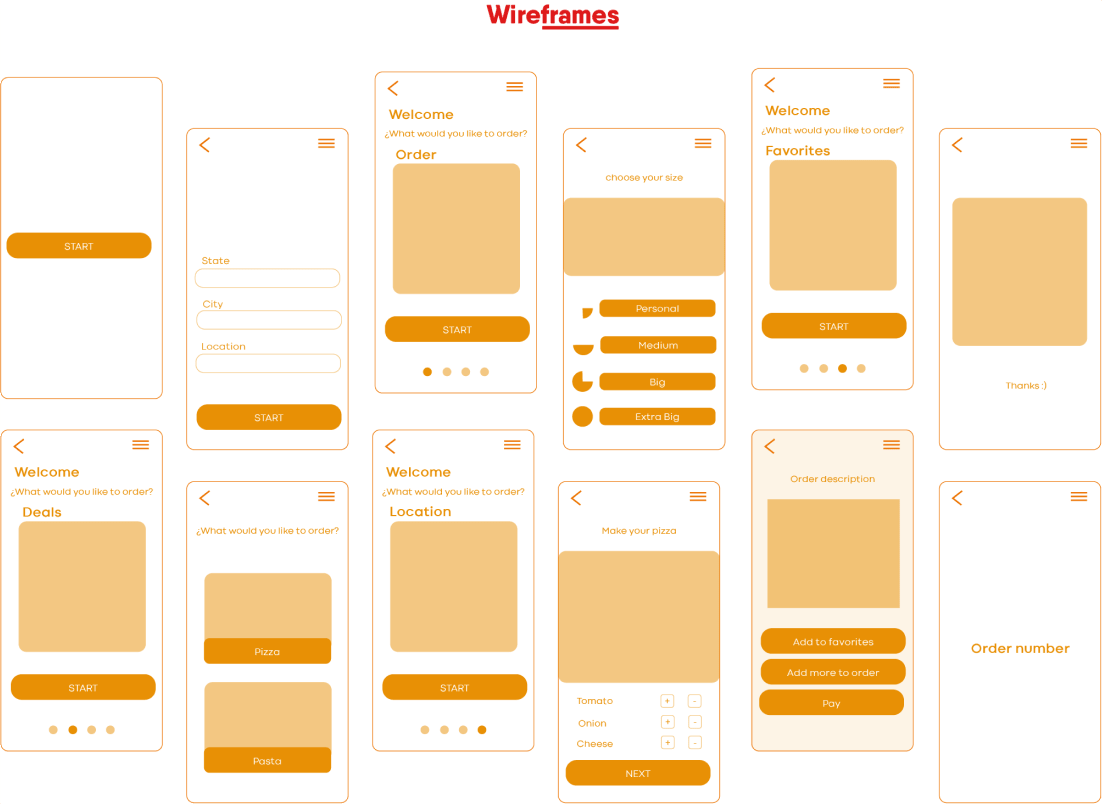 Wireframes
START
State
City
Location
START
Welcome
¿What would you like to order?
Order
START
choose your size
Personal
Medium
Big
Extra Big
Welcome
¿What would you like to order?
Favorites
START
Thanks :)
Welcome
¿What would you like to order?
Deals
START
¿What would you like to order?
Pizza
Pasta
Welcome
¿What would you like to order?
Location
START
Make your pizza
Tomato + -
Onion + -
Cheese + -
NEXT
Order description
Add to favorites
Add more to order
Pay
Order number